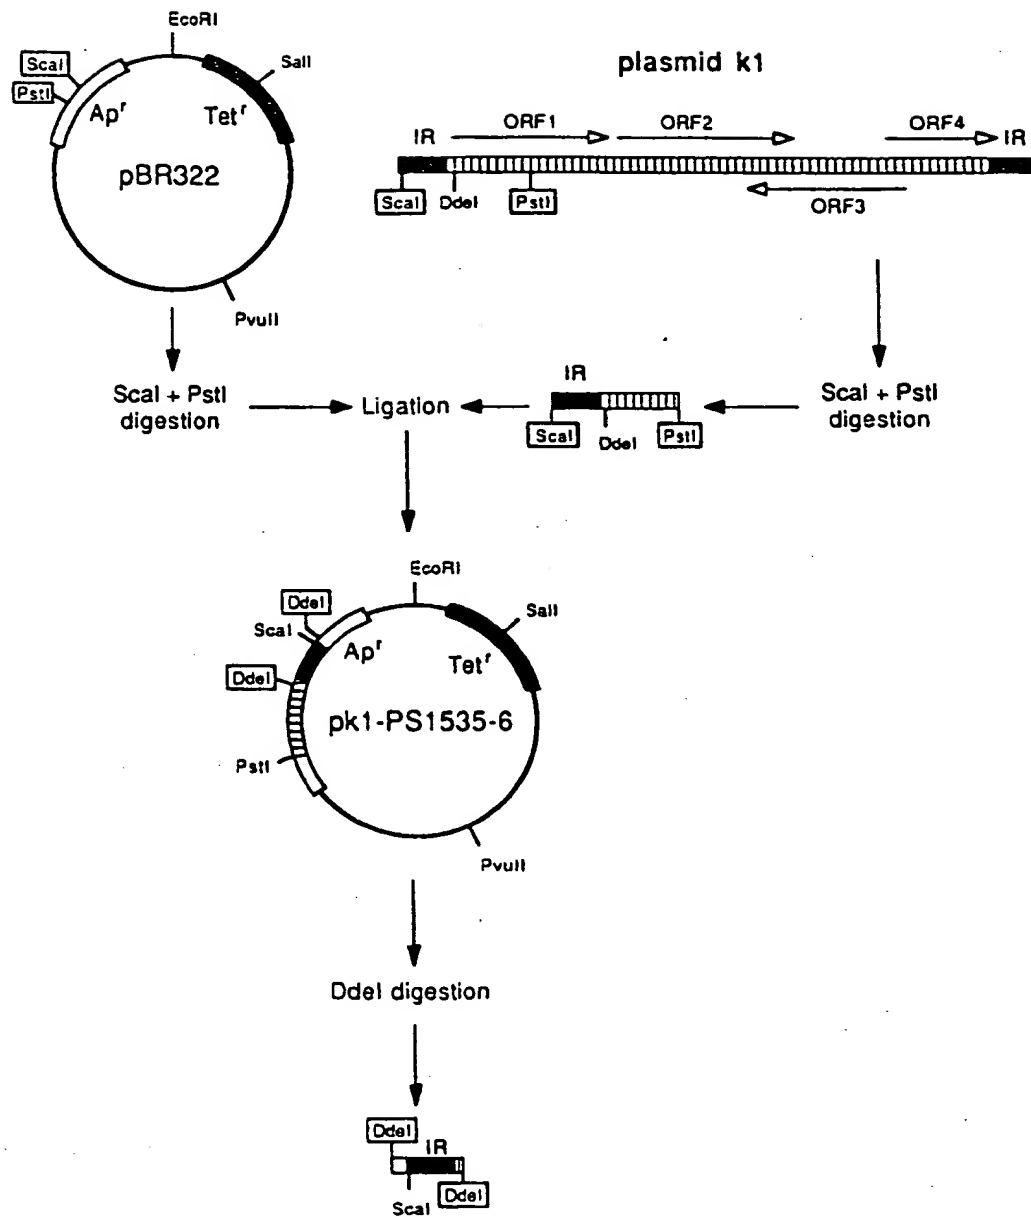 EcoRI
ScaI
PstI
SalI
Apr
Tetr
pBR322
PvuII
plasmid k1
IR
ORF1
ORF2
ORF4
IR
ScaI
DdeI
PstI
ORF3
ScaI + PstI
digestion
Ligation
IR
ScaI
DdeI
PstI
ScaI + PstI
digestion
EcoRI
DdeI
ScaI
SalI
Apr
Tetr
DdeI
pk1-PS1535-6
PstI
PvuII
DdeI digestion
DdeI
IR
ScaI
DdeI